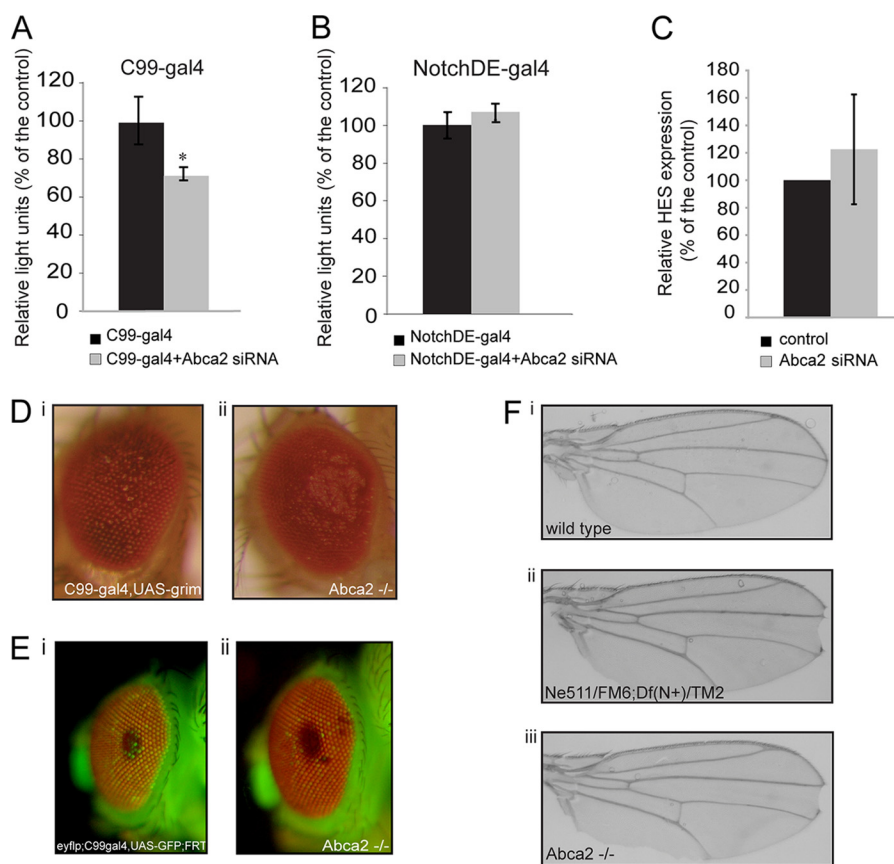 A
C99-gal4
Relative light units (% of the control)
120
100
80
60
40
20
0
*
C99-gal4
C99-gal4+Abca2 siRNA
B
NotchDE-gal4
Relative light units (% of the control)
120
100
80
60
40
20
0
NotchDE-gal4
NotchDE-gal4+Abca2 siRNA
C
Relative HES expression
(% of the control)
180
160
140
120
100
80
60
40
20
0
control
Abca2 siRNA
D
i
C99-gal4,UAS-grim
ii
Abca2 -/-
E
i
eyflp;C99gal4,UAS-GFP;FRT
ii
Abca2 -/-
F
i
wild type
ii
Ne511/FM6;Df(N+)/TM2
iii
Abca2 -/-